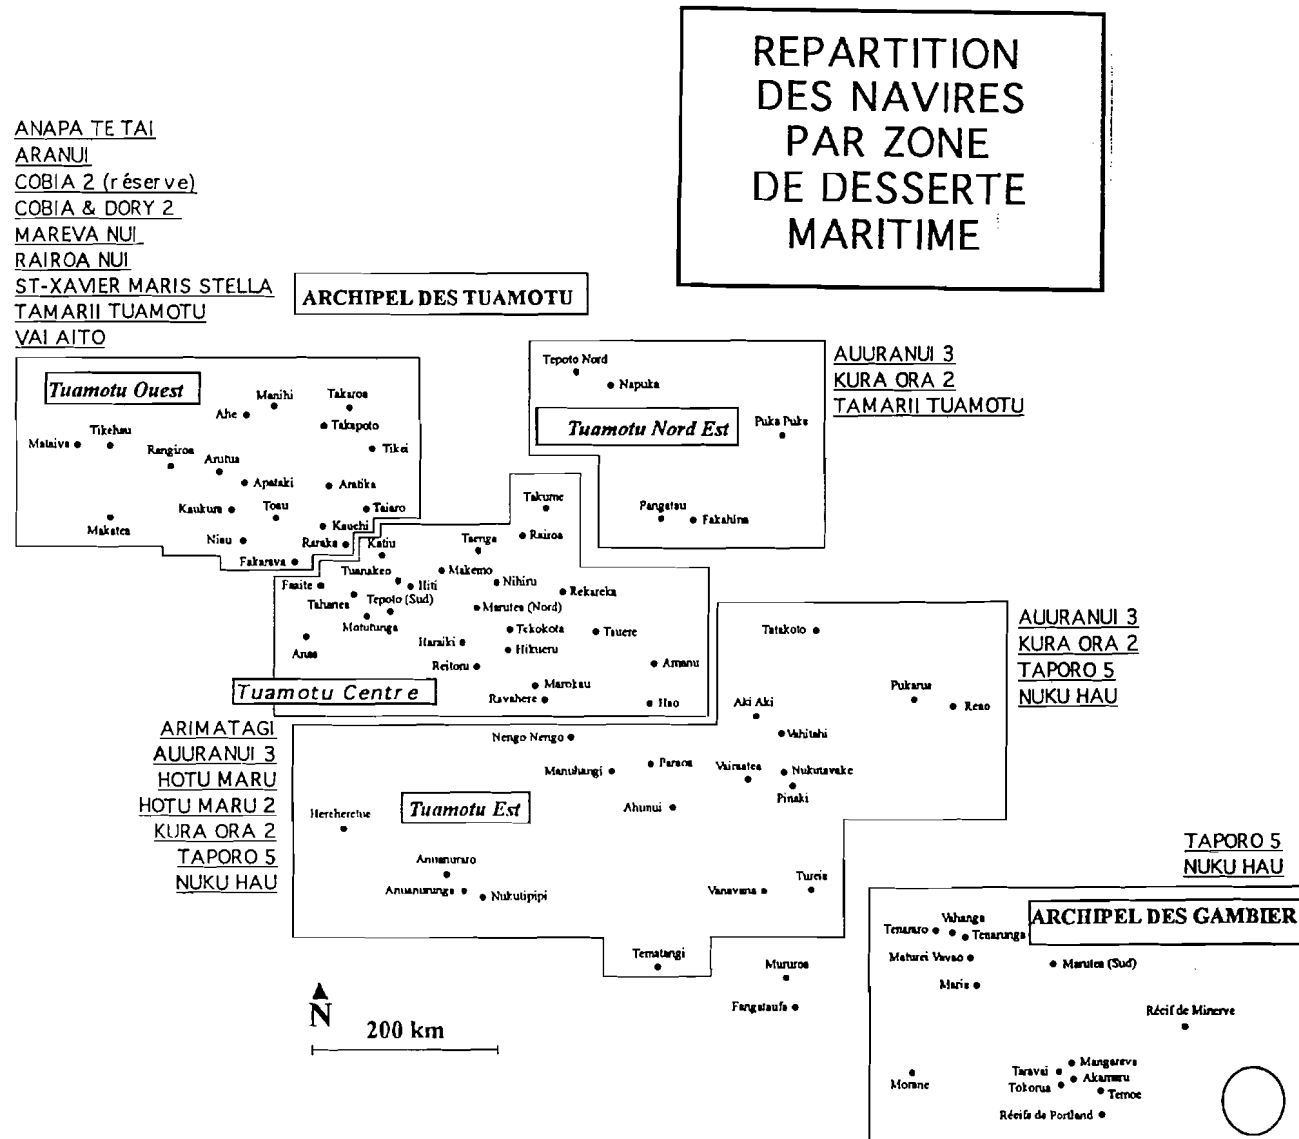 REPARTITION
DES NAVIRES
PAR ZONE
DE DESSERTE
MARITIME
ANAPA TE TAI
ARANUI
COBIA 2 (réserve)
COBIA & DORY 2
MAREVA NUI
RAIROA NUI
ST-XAVIER MARIS STELLA
TAMARII TUAMOTU
VAI AITO
ARCHIPEL DES TUAMOTU
Tuamotu Ouest
Manihi
Takaroa
Ahe
Takapoto
Mataiva
Tikehau
Tikei
Rangiroa
Arutua
Apataki
Aratika
Kaukura
Toau
Taiaro
Makatea
Kauehi
Niau
Raraka
Fakarava
Tepoto Nord
Napuka
Tuamotu Nord Est
Puka Puka
Pangatau
Fakahina
AUURANUI 3
KURA ORA 2
TAMARII TUAMOTU
Takume
Rairoa
Katiu
Taenga
Tuanakeo
Hiti
Makemo
Nihiru
Rekareka
Faaite
Tahanea
Tepoto (Sud)
Marutea (Nord)
Motutunga
Tekokota
Tauere
Haraiki
Hikueru
Anaa
Reitoru
Amanu
Marokau
Ravahere
Hao
Tuamotu Centre
AUURANUI 3
KURA ORA 2
TAPORO 5
NUKU HAU
Tatakoto
Pukarua
Reao
Aki Aki
Vahitahi
Nengo Nengo
Manuhangi
Paraoa
Vairaatea
Nukutavake
Pinaki
Ahunui
Tuamotu Est
Hereheretue
Anuanuraro
Anuanurunga
Nukutipipi
Vanavana
Tureia
Tematangi
Mururoa
Fangataufa
ARIMATAGI
AUURANUI 3
HOTU MARU
HOTU MARU 2
KURA ORA 2
TAPORO 5
NUKU HAU
TAPORO 5
NUKU HAU
ARCHIPEL DES GAMBIER
Tenararo
Vahanga
Tenarunga
Maturei Vavao
Marutea (Sud)
Maria
Récif de Minerve
Morane
Mangareva
Taravai
Akamaru
Tokorua
Temoe
Récifs de Portland
N
200 km